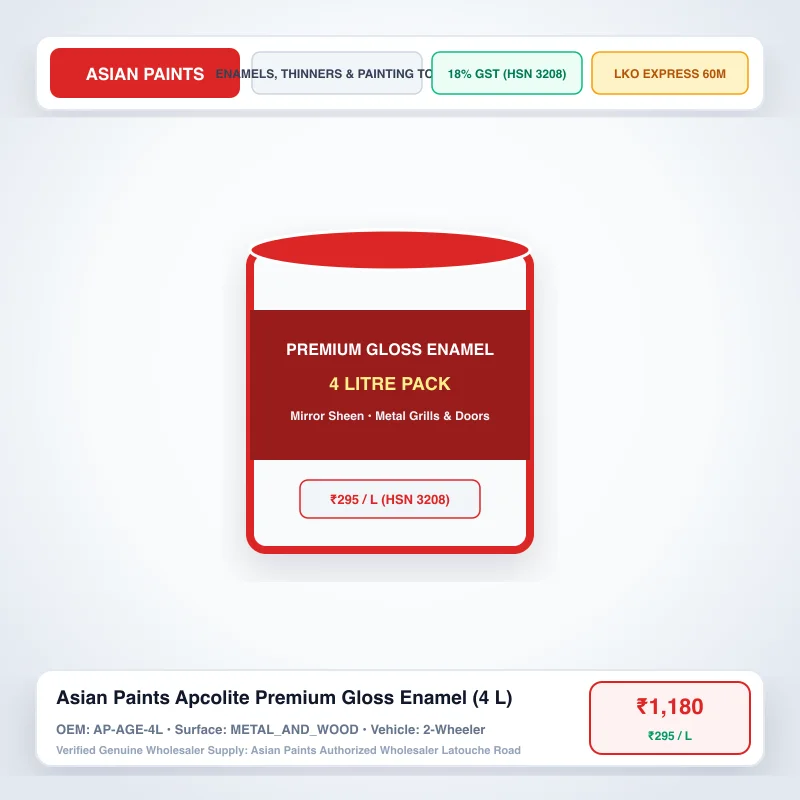 ASIAN PAINTS
ENAMELS, THINNERS & PAINTING TO
18% GST (HSN 3208)
LKO EXPRESS 60M
PREMIUM GLOSS ENAMEL
4 LITRE PACK
Mirror Sheen • Metal Grills & Doors
₹295 / L (HSN 3208)
Asian Paints Apcolite Premium Gloss Enamel (4 L)
OEM: AP-AGE-4L • Surface: METAL_AND_WOOD • Vehicle: 2-Wheeler
Verified Genuine Wholesaler Supply: Asian Paints Authorized Wholesaler Latouche Road
₹1,180
₹295 / L